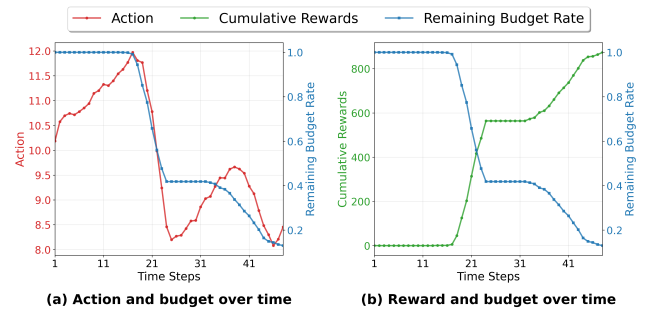 Action Cumulative Rewards Remaining Budget Rate
12.0
11.5
11.0
10.5
10.0
9.5
9.0
8.5
8.0
Action
1.0
0.8
0.6
0.4
0.2
Remaining Budget Rate
1 11 21 31 41
Time Steps
(a) Action and budget over time
800
600
400
200
0
Cumulative Rewards
1.0
0.8
0.6
0.4
0.2
Remaining Budget Rate
1 11 21 31 41
Time Steps
(b) Reward and budget over time